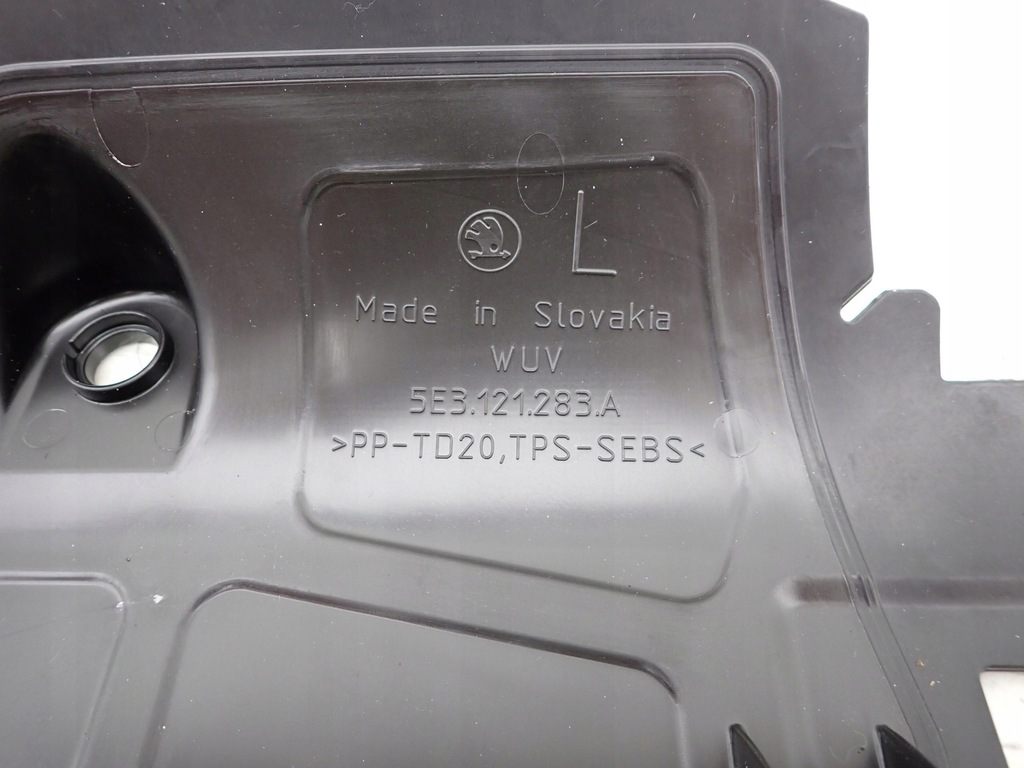 L
Made in Slovakia
WUV
5E3.121.283.A
>PP-TD20,TPS-SEBS<